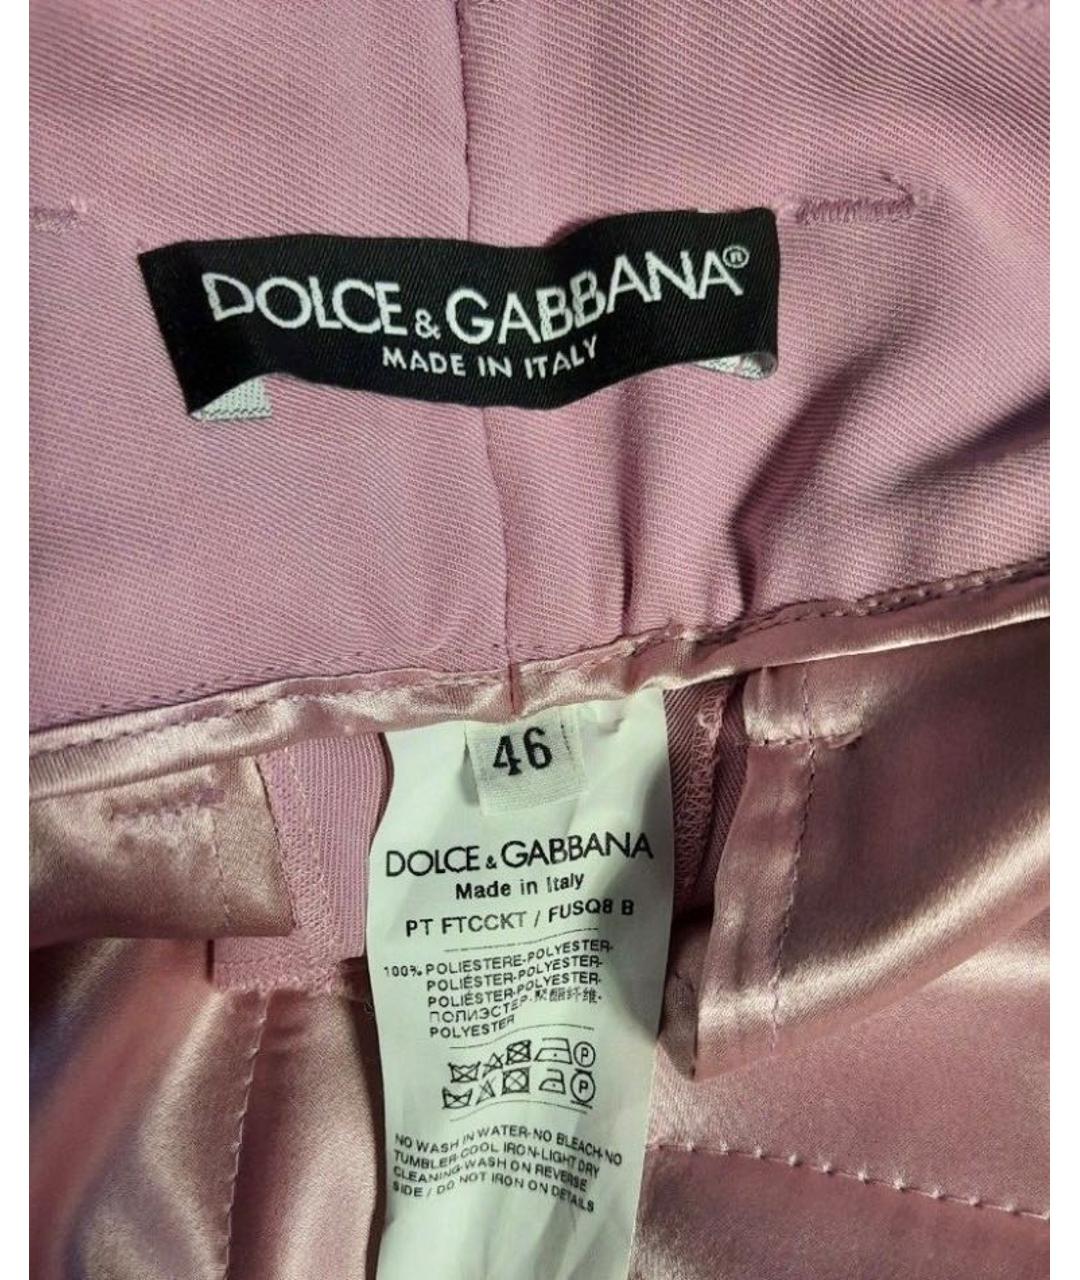 DOLCE & GABBANA®
MADE IN ITALY
46
DOLCE & GABBANA
Made in Italy
PT FTCCKT / FUSQ8 B
100% POLIESTERE-POLYESTER-
POLIÉSTER-POLYESTER-
POLIÉSTER-POLYESTER-
ПОЛИЭСТЕР-聚酯纤维-
POLYESTER
P
P
NO WASH IN WATER-NO BLEACH-NO
TUMBLER-COOL IRON-LIGHT DRY
CLEANING-WASH ON REVERSE
SIDE / DO NOT IRON ON DETAILS